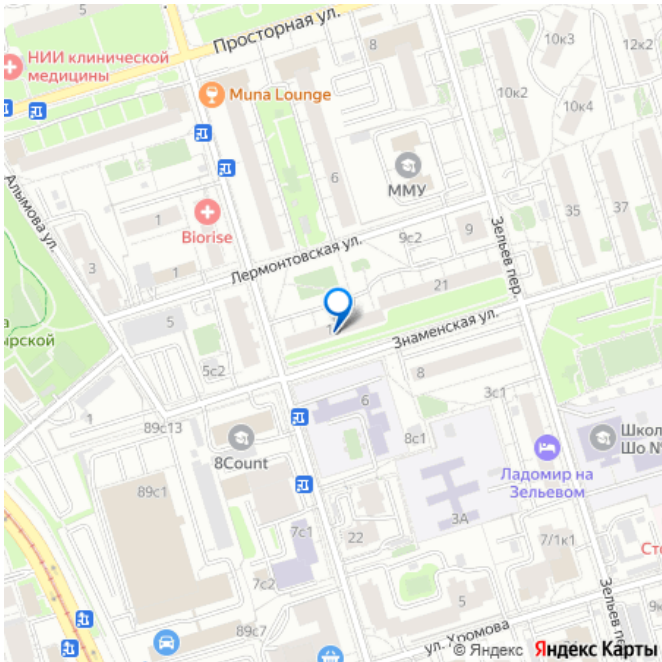 Просторная ул.
8
10к3
12к2
НИИ клинической
медицины
Muna Lounge
10к2
10к4
ММУ
6
Алымова ул.
1
Biorise
35
37
9
9с2
Зельев пер.
Лермонтовская ул.
3
1
21
5
Знаменская ул.
5с2
8
3с1
1
89с13
6
8с1
8Count
Ладомир на
Зельевом
89с1
3А
7с1
22
7/1к1
7с2
5
89с7
ул. Хромова
Зельев пе
© Яндекс Яндекс Карты